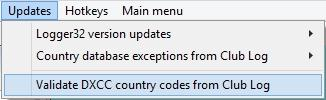 Updates Hotkeys Main menu
Logger32 version updates
Country database exceptions from Club Log
Validate DXCC country codes from Club Log